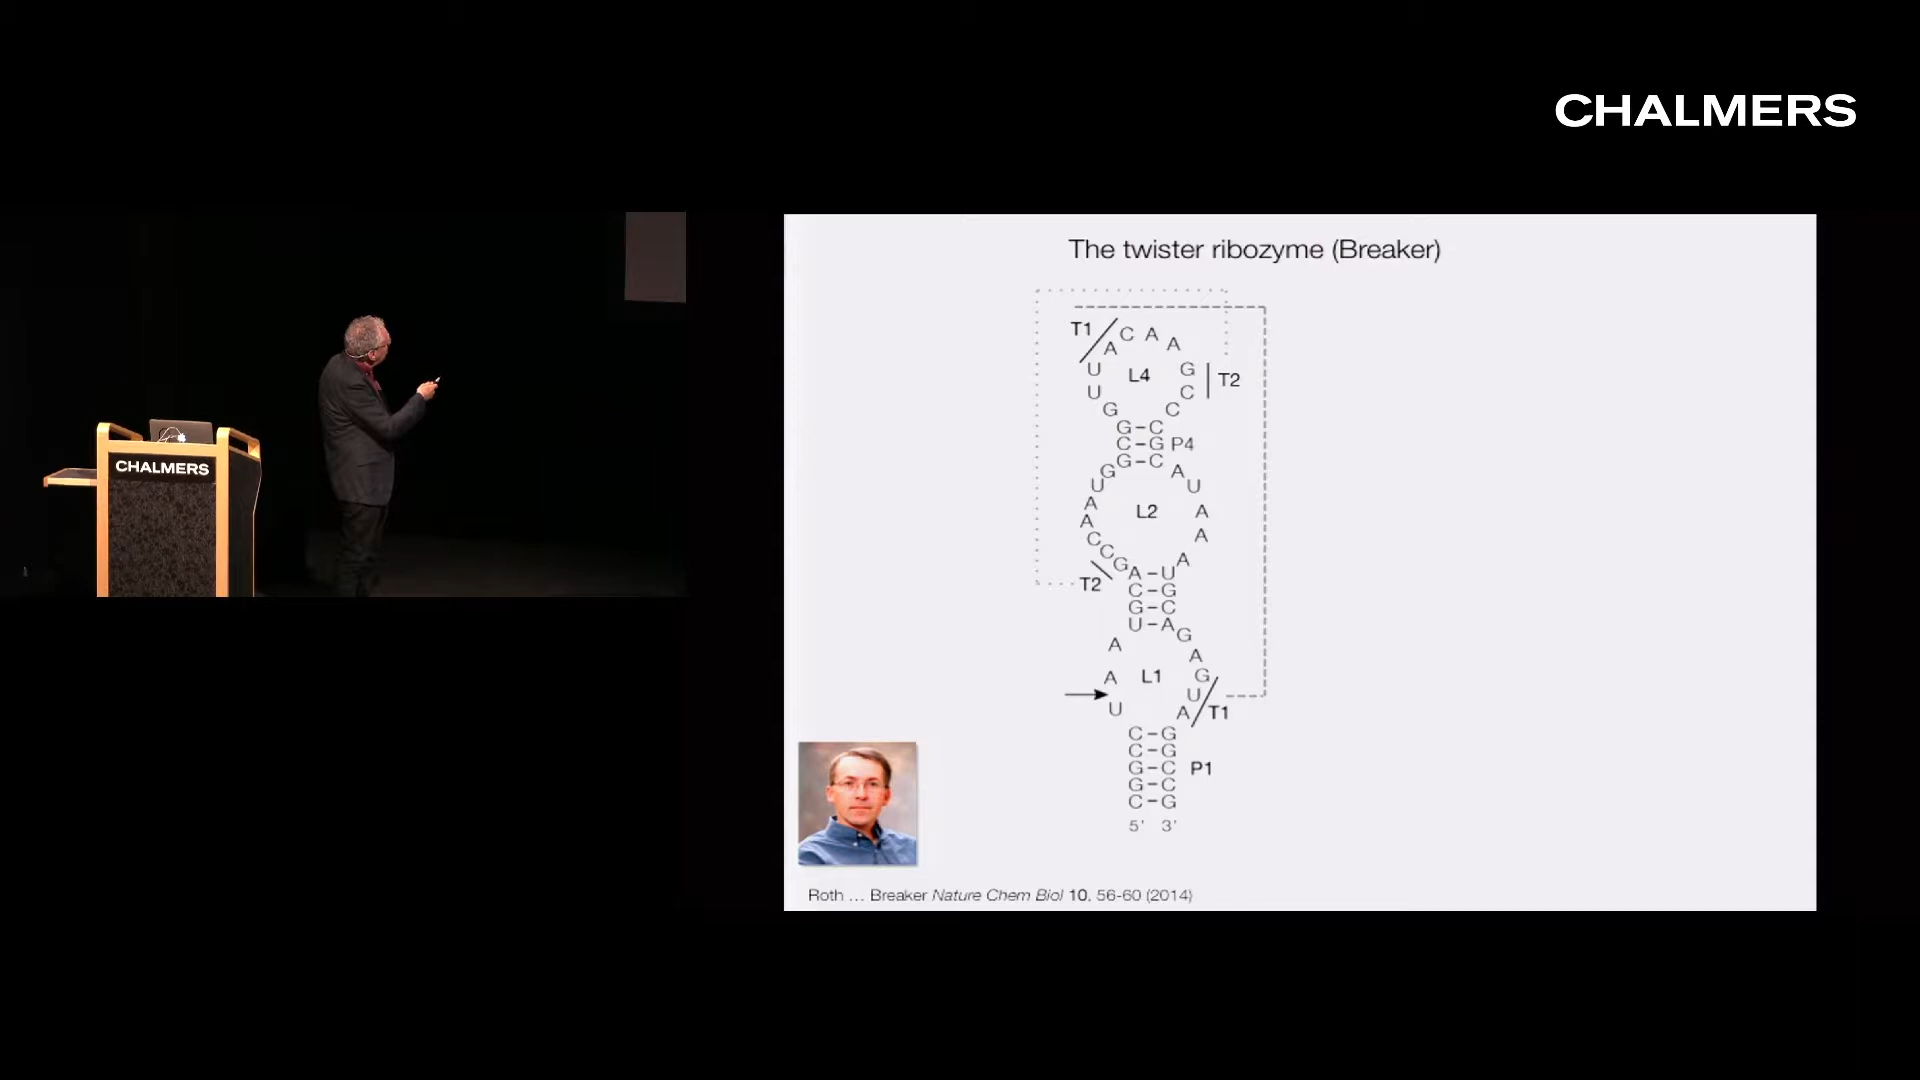 CHALMERS
CHALMERS
The twister ribozyme (Breaker)
T1
A C A A
U L4 G T2
U C
G C
G-C
C-G P4
G-C
G A
U U
A L2 A
A A
C
C
G A
T2
A-U
C-G
G-C
U-A
A G
A
A L1 G
U
U A T1
C-G
C-G
G-C P1
G-C
C-G
5' 3'
Roth ... Breaker Nature Chem Biol 10, 56-60 (2014)